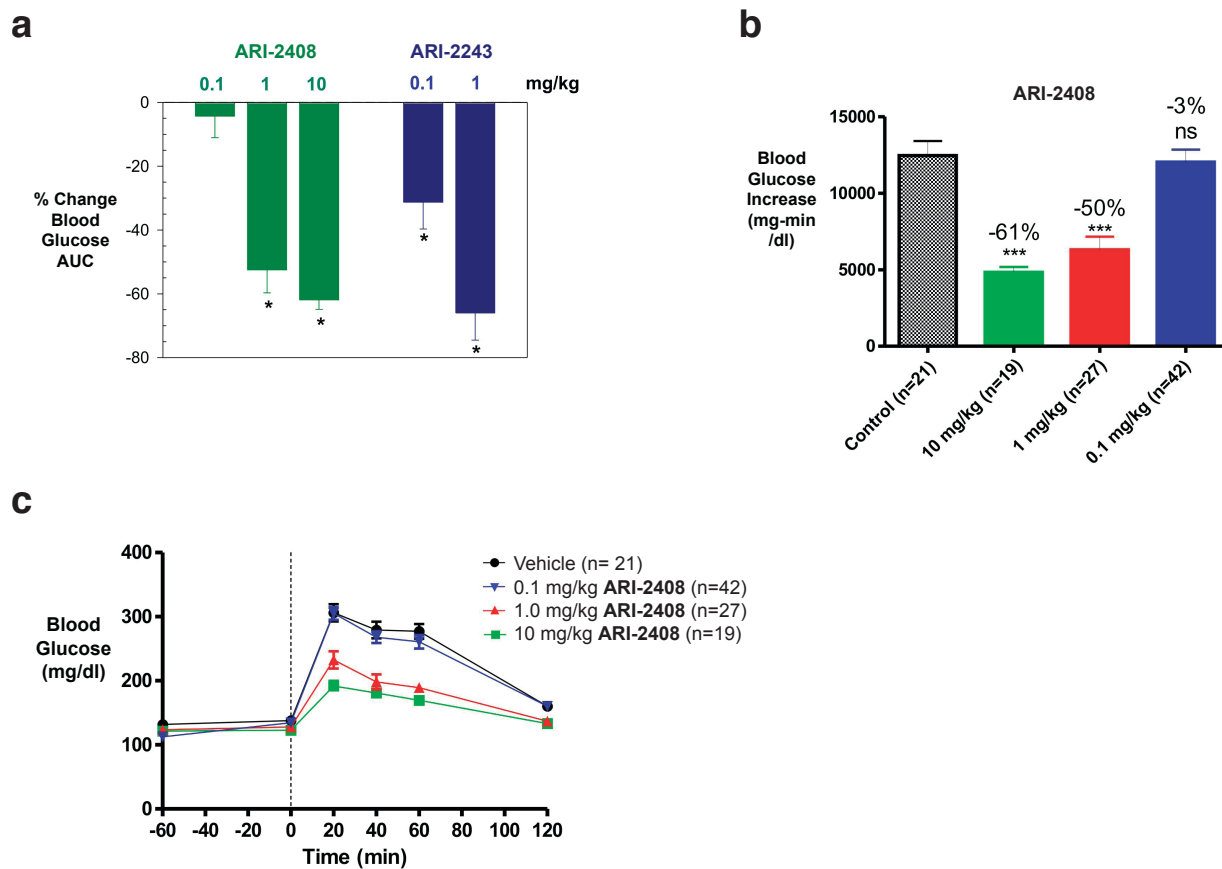 a
ARI-2408 ARI-2243
0.1 1 10 0.1 1 mg/kg
0
-20
-40
-60
-80
% Change
Blood
Glucose
AUC
*
*
*
*
b
ARI-2408
15000
10000
5000
0
Blood
Glucose
Increase
(mg-min
/dl)
-61%
***
-50%
***
-3%
ns
Control (n=21)
10 mg/kg (n=19)
1 mg/kg (n=27)
0.1 mg/kg (n=42)
c
400
300
200
100
0
Blood
Glucose
(mg/dl)
-60 -40 -20 0 20 40 60 80 100 120
Time (min)
Vehicle (n= 21)
0.1 mg/kg ARI-2408 (n=42)
1.0 mg/kg ARI-2408 (n=27)
10 mg/kg ARI-2408 (n=19)